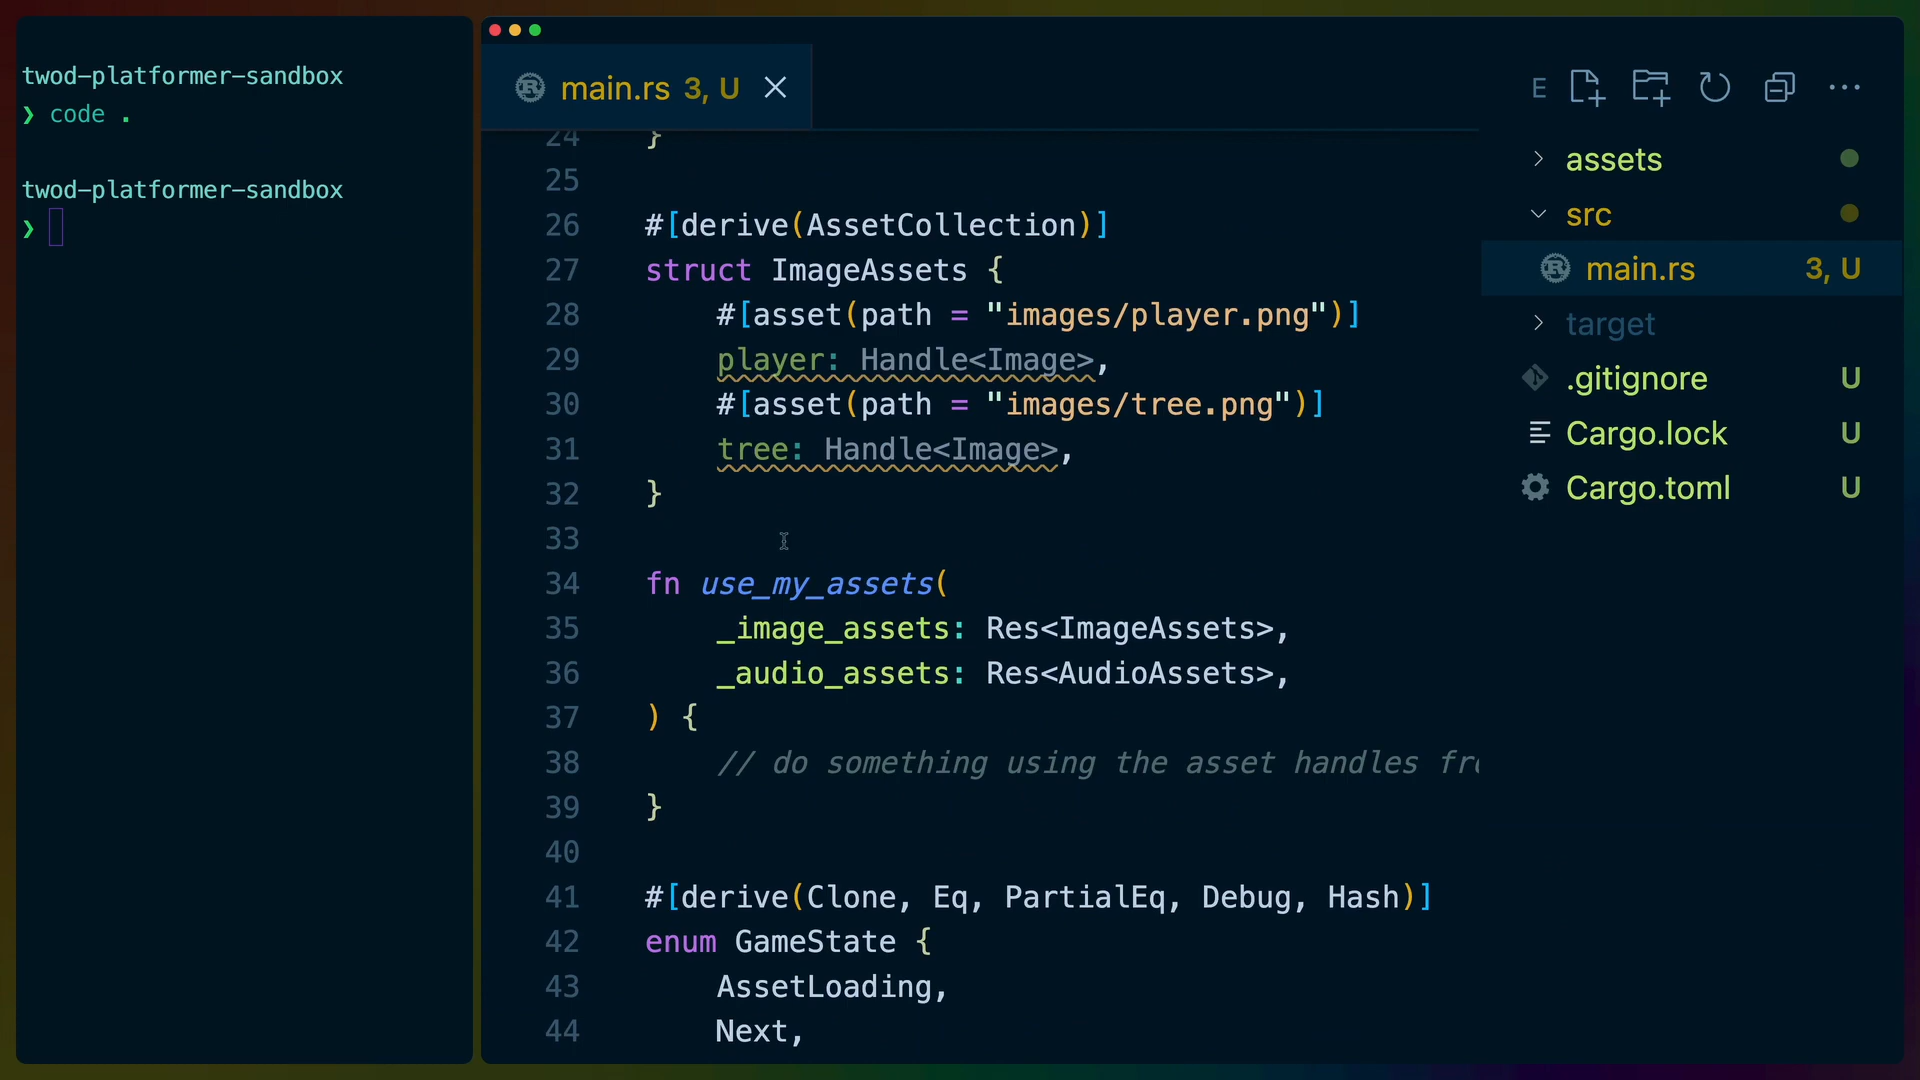 twod-platformer-sandbox
❯ code .
twod-platformer-sandbox
❯
main.rs 3, U
24 }
25
26 #[derive(AssetCollection)]
27 struct ImageAssets {
28     #[asset(path = "images/player.png")]
29     player: Handle<Image>,
30     #[asset(path = "images/tree.png")]
31     tree: Handle<Image>,
32 }
33
34 fn use_my_assets(
35     _image_assets: Res<ImageAssets>,
36     _audio_assets: Res<AudioAssets>,
37 ) {
38     // do something using the asset handles
39 }
40
41 #[derive(Clone, Eq, PartialEq, Debug, Hash)]
42 enum GameState {
43     AssetLoading,
44     Next,
E
assets
src
main.rs 3, U
target
.gitignore U
Cargo.lock U
Cargo.toml U